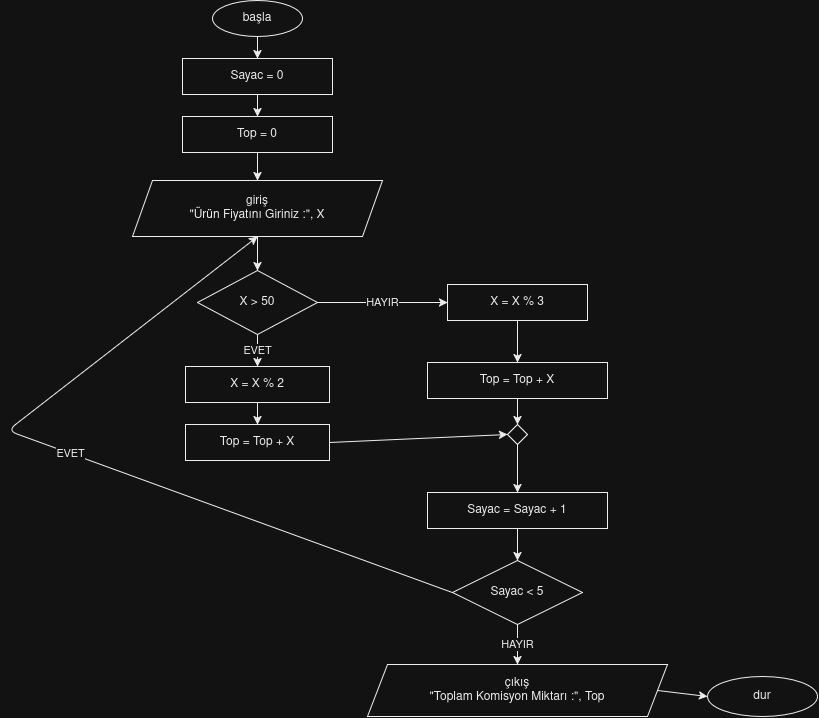 başla
Sayac = 0
Top = 0
giriş
"Ürün Fiyatını Giriniz :", X
X > 50
HAYIR
X = X % 3
EVET
X = X % 2
Top = Top + X
Top = Top + X
EVET
Sayac = Sayac + 1
Sayac < 5
HAYIR
çıkış
"Toplam Komisyon Miktarı :", Top
dur